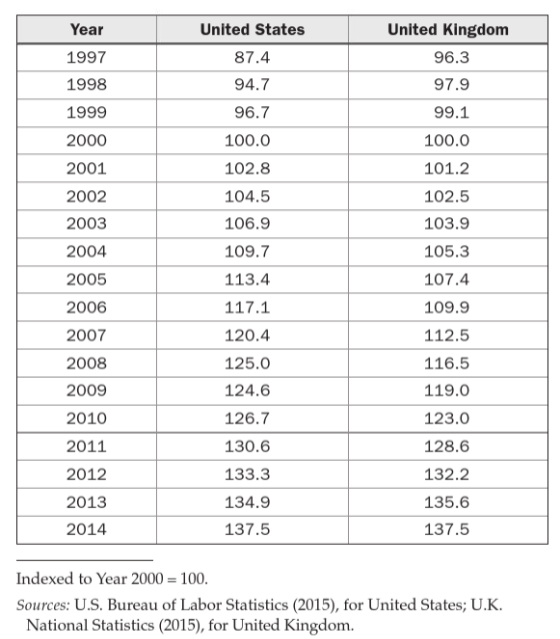 Year United States United Kingdom
1997 87.4 96.3
1998 94.7 97.9
1999 96.7 99.1
2000 100.0 100.0
2001 102.8 101.2
2002 104.5 102.5
2003 106.9 103.9
2004 109.7 105.3
2005 113.4 107.4
2006 117.1 109.9
2007 120.4 112.5
2008 125.0 116.5
2009 124.6 119.0
2010 126.7 123.0
2011 130.6 128.6
2012 133.3 132.2
2013 134.9 135.6
2014 137.5 137.5
Indexed to Year 2000 = 100.
Sources: U.S. Bureau of Labor Statistics (2015), for United States; U.K.
National Statistics (2015), for United Kingdom.